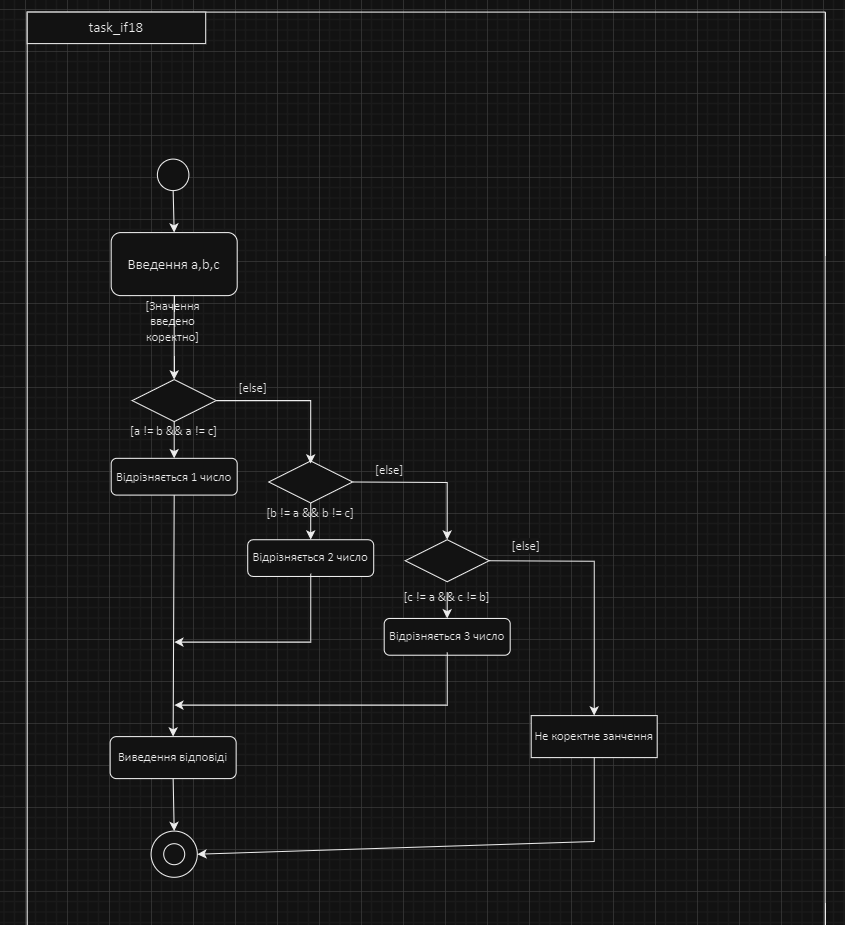 task_if18
Введення a,b,c
[Значення
введено
коректно]
[else]
[a != b && a != c]
Відрізняється 1 число
[else]
[b != a && b != c]
Відрізняється 2 число
[else]
[c != a && c != b]
Відрізняється 3 число
Не коректне занчення
Виведення відповіді